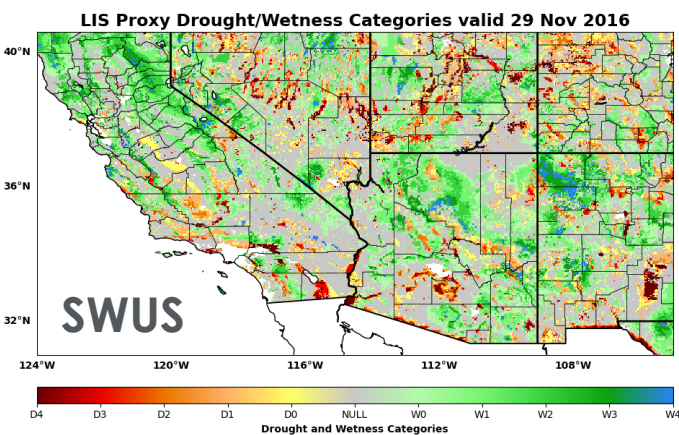 LIS Proxy Drought/Wetness Categories valid 29 Nov 2016
40°N
36°N
32°N
SWUS
124°W 120°W 116°W 112°W 108°W
D4 D3 D2 D1 D0 NULL W0 W1 W2 W3 W4
Drought and Wetness Categories